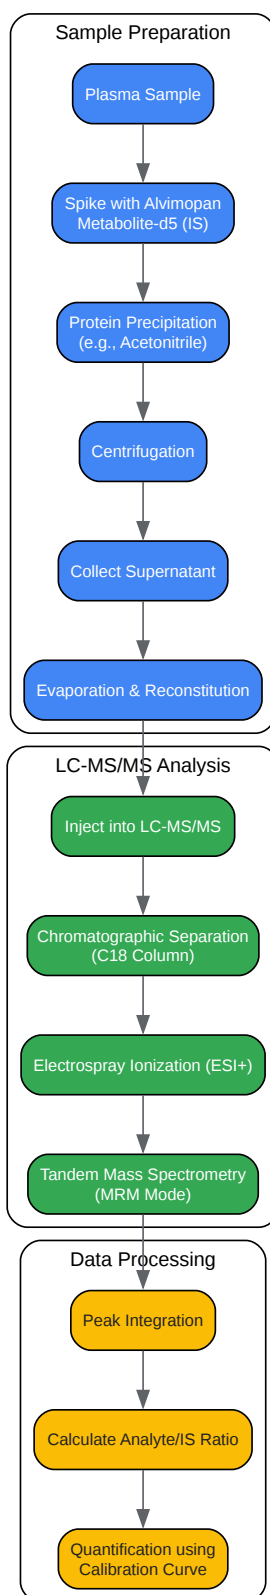 Sample Preparation
Plasma Sample
Spike with Alvimopan
Metabolite-d5 (IS)
Protein Precipitation
(e.g., Acetonitrile)
Centrifugation
Collect Supernatant
Evaporation & Reconstitution
LC-MS/MS Analysis
Inject into LC-MS/MS
Chromatographic Separation
(C18 Column)
Electrospray Ionization (ESI+)
Tandem Mass Spectrometry
(MRM Mode)
Data Processing
Peak Integration
Calculate Analyte/IS Ratio
Quantification using
Calibration Curve